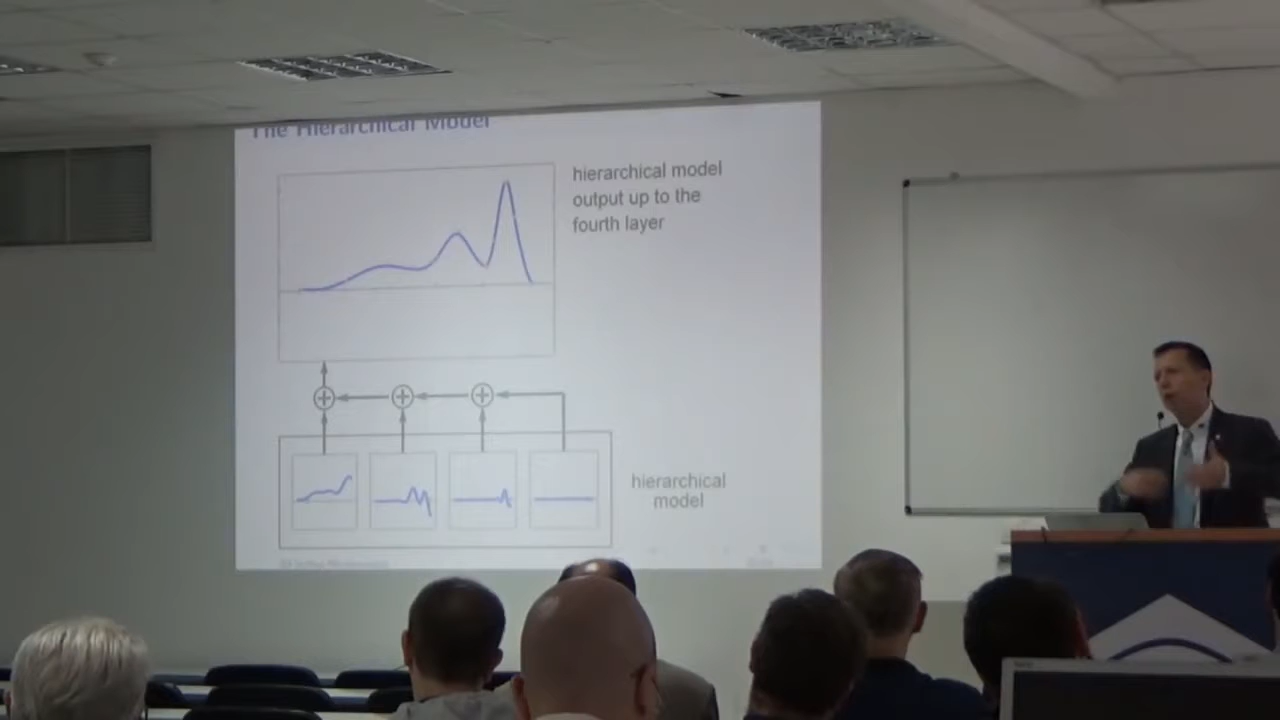 The Hierarchical Model
hierarchical model
output up to the
fourth layer
hierarchical
model